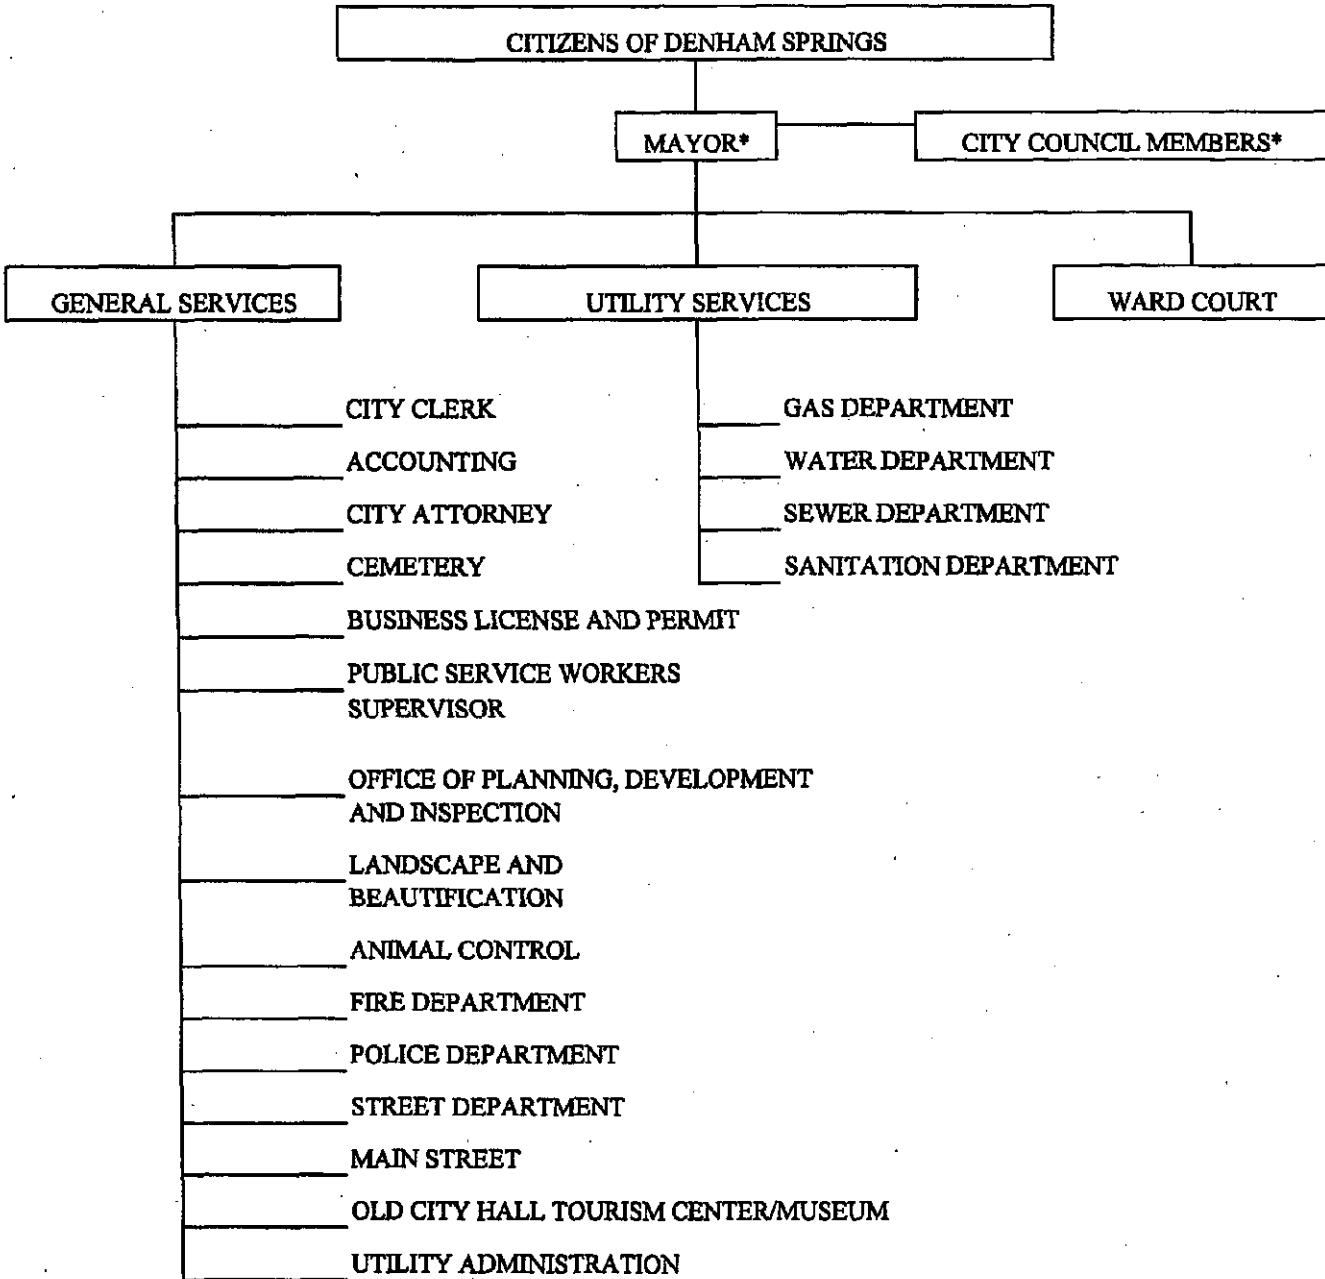 CITIZENS OF DENHAM SPRINGS
MAYOR*
CITY COUNCIL MEMBERS*
GENERAL SERVICES
UTILITY SERVICES
WARD COURT
CITY CLERK
ACCOUNTING
CITY ATTORNEY
CEMETERY
BUSINESS LICENSE AND PERMIT
PUBLIC SERVICE WORKERS
SUPERVISOR
OFFICE OF PLANNING, DEVELOPMENT
AND INSPECTION
LANDSCAPE AND
BEAUTIFICATION
ANIMAL CONTROL
FIRE DEPARTMENT
POLICE DEPARTMENT
STREET DEPARTMENT
MAIN STREET
OLD CITY HALL TOURISM CENTER/MUSEUM
UTILITY ADMINISTRATION
GAS DEPARTMENT
WATER DEPARTMENT
SEWER DEPARTMENT
SANITATION DEPARTMENT